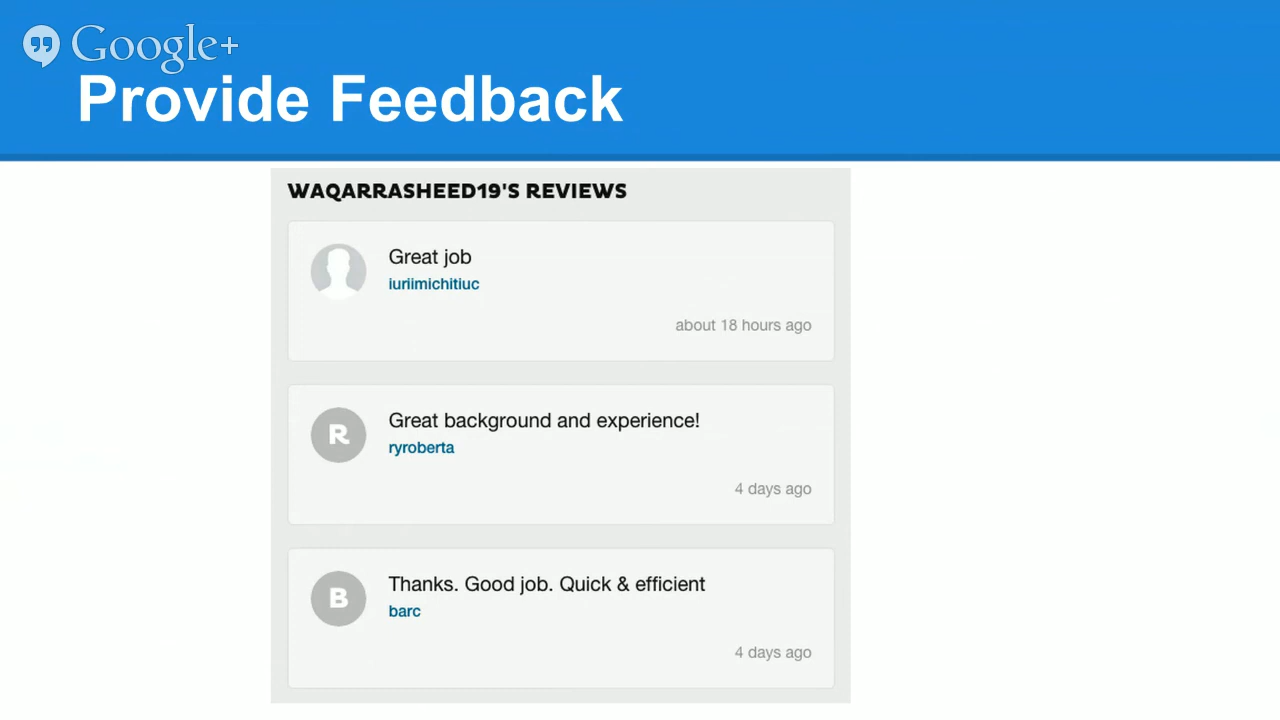 Google+
Provide Feedback
WAQARRASHEED19'S REVIEWS
Great job
iuriimichitiuc
about 18 hours ago
R
Great background and experience!
ryroberta
4 days ago
B
Thanks. Good job. Quick & efficient
barc
4 days ago